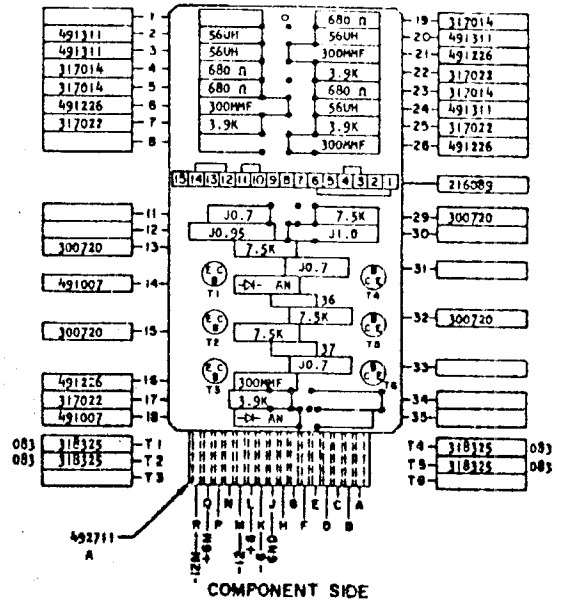 1 680 Ω 19 317014
491311 2 56UH 56UH 20 491311
491311 3 56UH 300MMF 21 491226
317014 4 680 Ω 3.9K 22 317022
317014 5 680 Ω 680 Ω 23 317014
491226 6 300MMF 56UH 24 491311
317022 7 3.9K 3.9K 25 317022
8 300MMF 26 491226
15 14 13 12 11 10 9 8 7 6 5 4 3 2 1 216089
11 J0.7 7.5K 29 300720
12 J0.95 J1.0 30
300720 13 7.5K
J0.7 31
491007 14 E C B T1 AN B C E T4
36
7.5K 32 300720
300720 15 E C B T2 7.5K B C E T5
37
J0.7 33
E C B T3 B C E T6
491226 16 300MMF
317022 17 3.9K 34
491007 18 AN 35
083 318325 T1 T4 318325 083
083 318325 T2 T5 318325 083
T3 T6
492711
A
R Q P N M L K J H G F E D C B A
-12M +6M -12 +6 -6 GND
COMPONENT SIDE